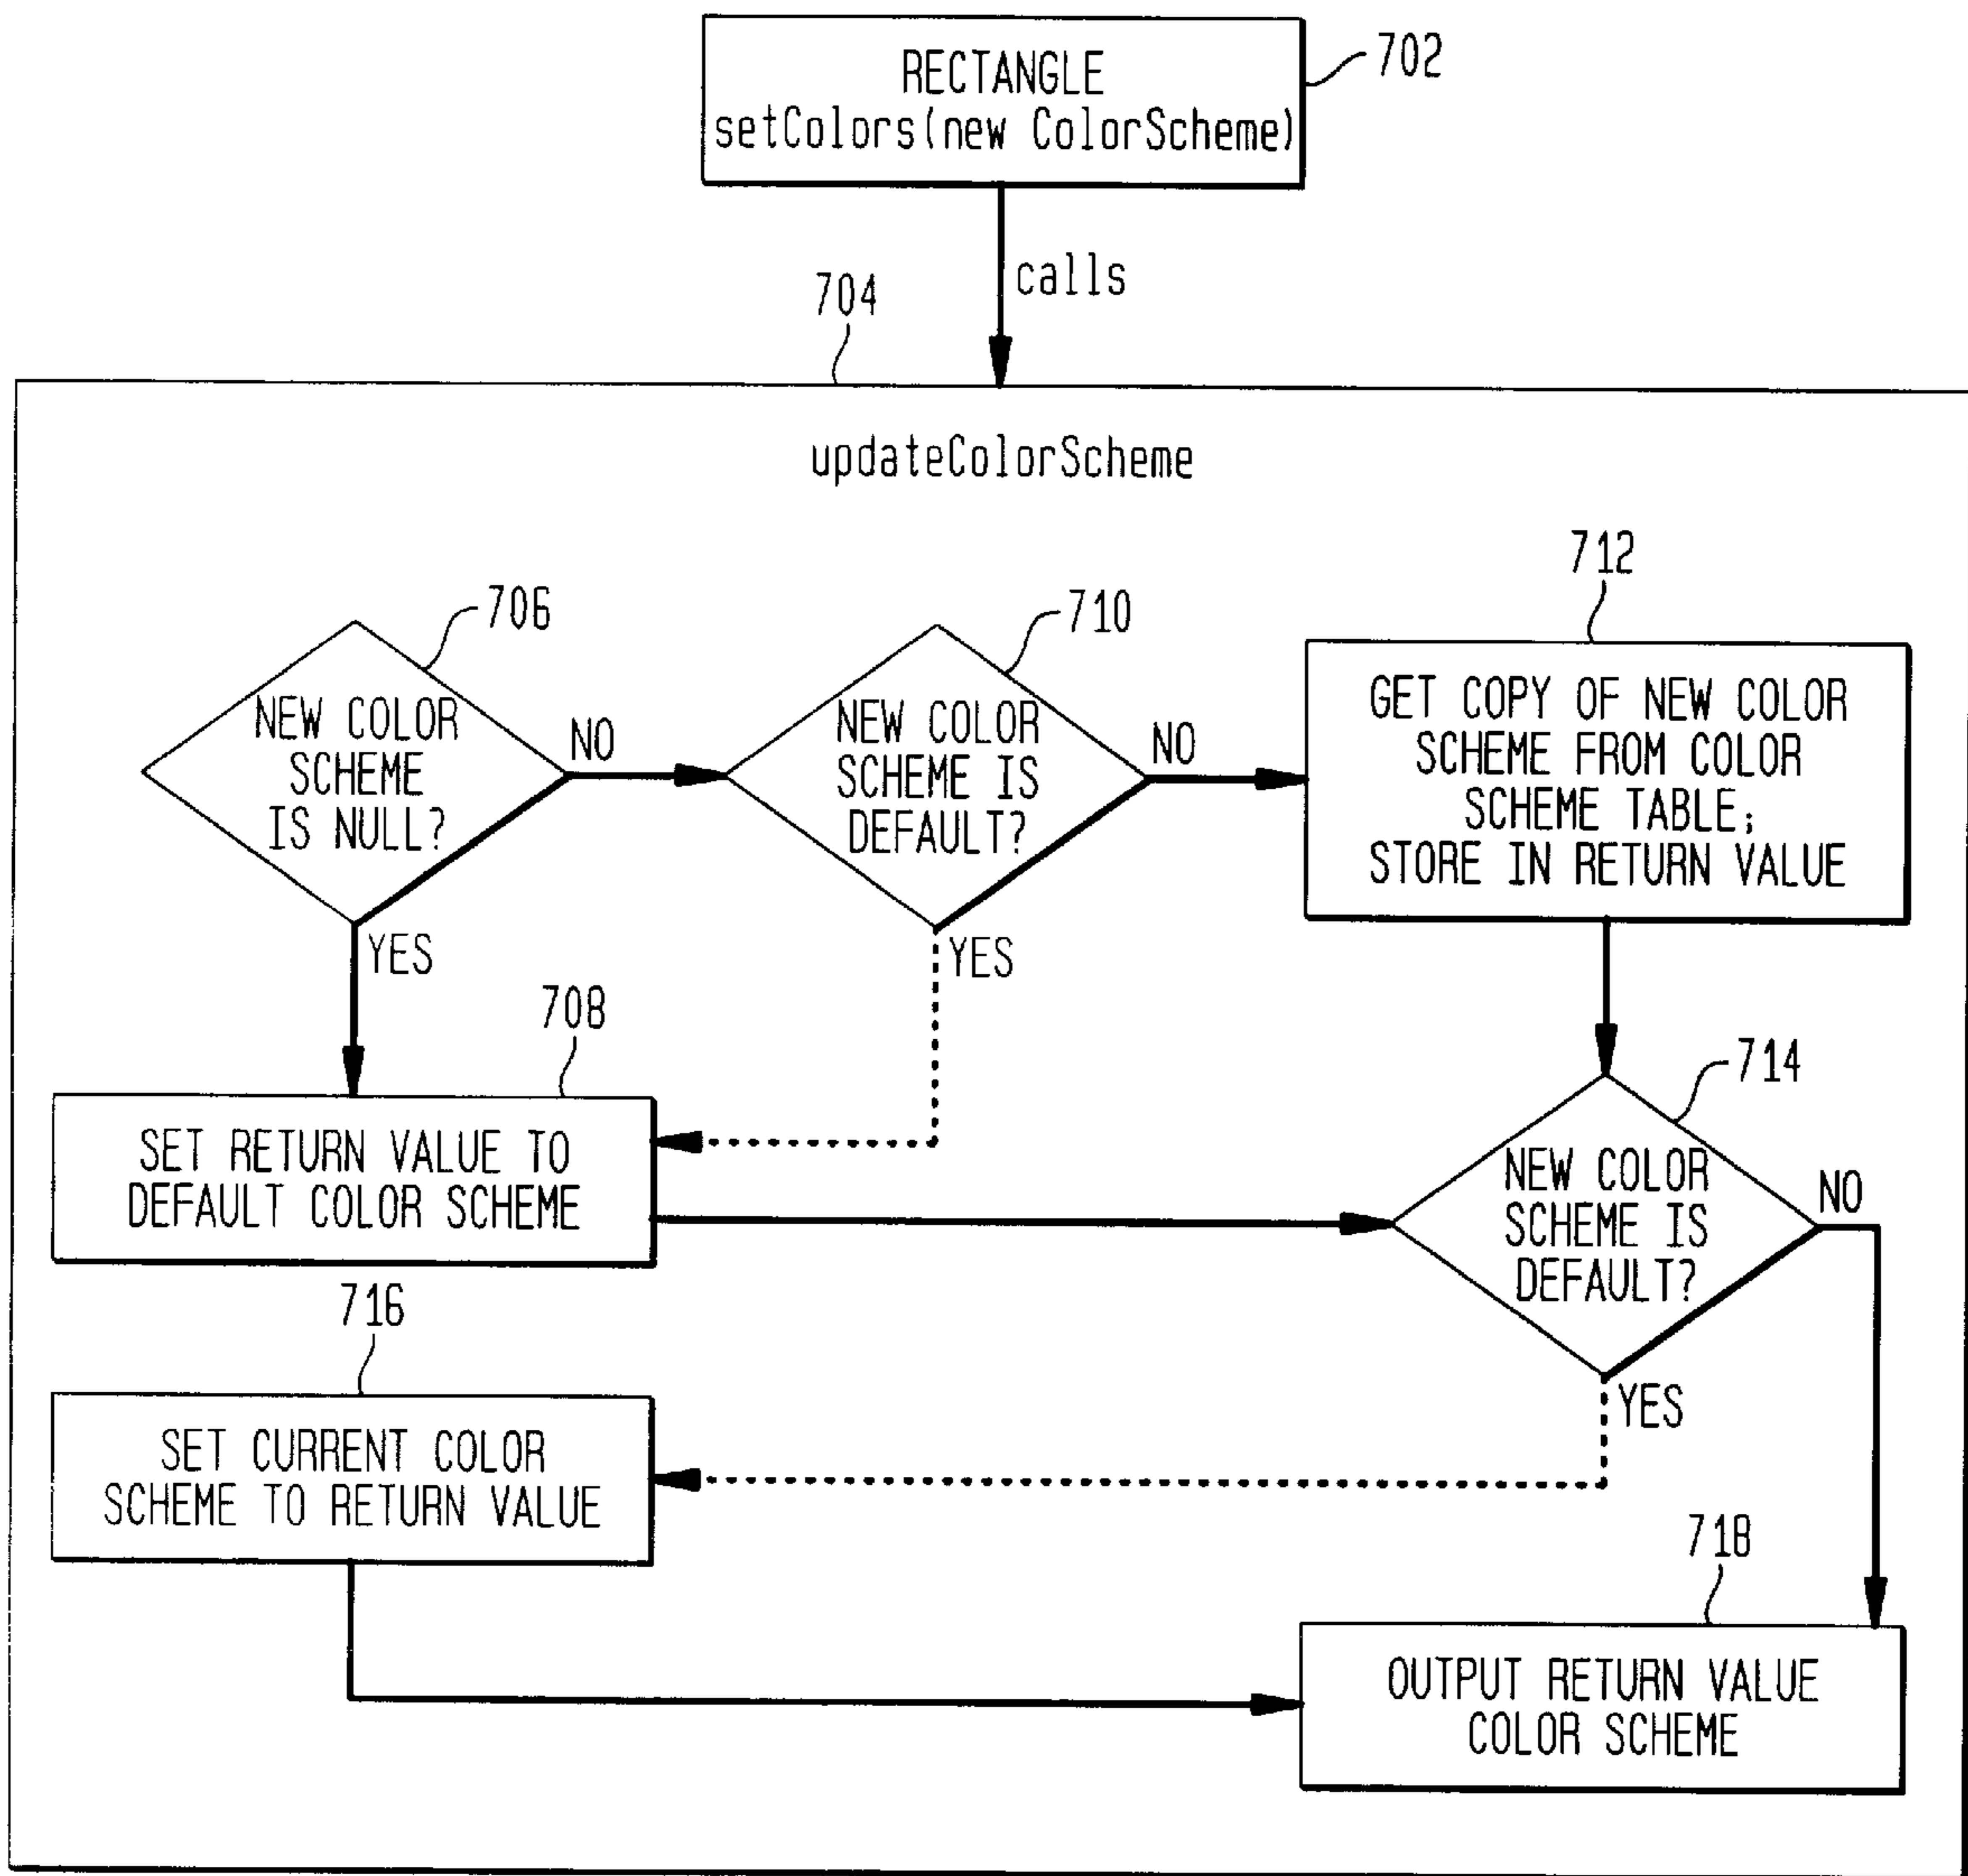 RECTANGLE
setColors(new ColorScheme)
702
calls
704
updateColorScheme
706
NEW COLOR
SCHEME
IS NULL?
NO
YES
710
NEW COLOR
SCHEME IS
DEFAULT?
NO
YES
712
GET COPY OF NEW COLOR
SCHEME FROM COLOR
SCHEME TABLE;
STORE IN RETURN VALUE
708
SET RETURN VALUE TO
DEFAULT COLOR SCHEME
714
NEW COLOR
SCHEME IS
DEFAULT?
NO
YES
716
SET CURRENT COLOR
SCHEME TO RETURN VALUE
718
OUTPUT RETURN VALUE
COLOR SCHEME